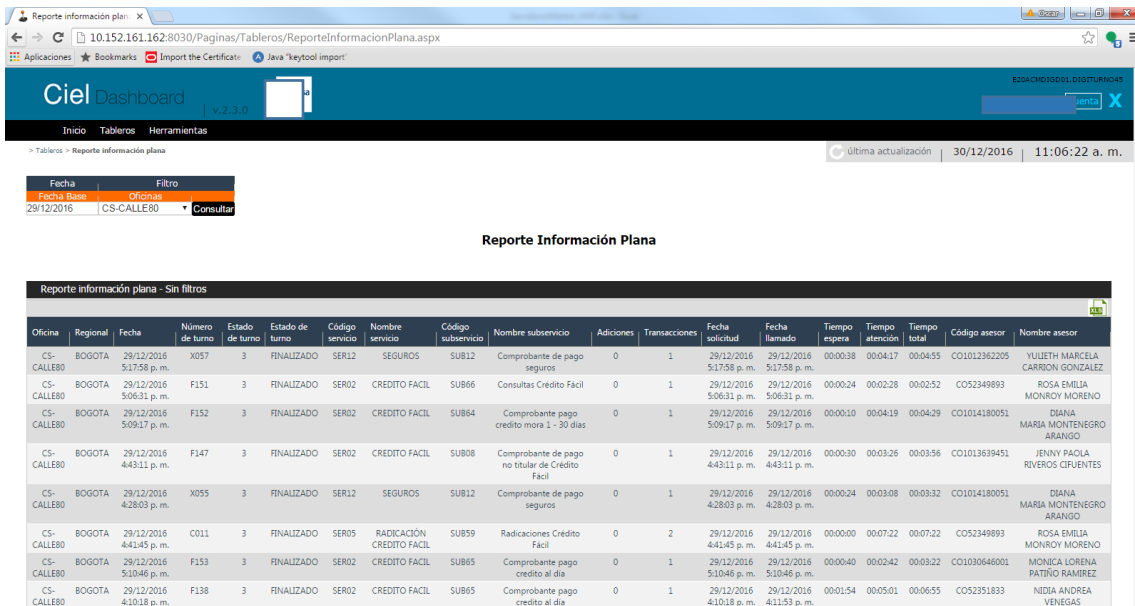 Reporte información plan
Oscar
10.152.161.162:8030/Paginas/Tableros/ReporteInformacionPlana.aspx
5
Aplicaciones Bookmarks Import the Certificate Java "keytool import"
E20ACMDIGD01.DIGITURNO45
Ciel Dashboard | v.2.3.0
uenta X
Inicio Tableros Herramientas
> Tableros > Reporte información plana
última actualización | 30/12/2016 | 11:06:22 a. m.
Fecha Filtro
Fecha Base Oficinas
29/12/2016 CS-CALLE80 Consultar
Reporte Información Plana
Reporte información plana - Sin filtros
XLS
Oficina Regional Fecha Número de turno Estado de turno Estado de turno Código servicio Nombre servicio Código subservicio Nombre subservicio Adiciones Transacciones Fecha solicitud Fecha llamado Tiempo espera Tiempo atención Tiempo total Código asesor Nombre asesor
CS-CALLE80 BOGOTA 29/12/2016 5:17:58 p. m. X057 3 FINALIZADO SER12 SEGUROS SUB12 Comprobante de pago seguros 0 1 29/12/2016 5:17:58 p. m. 29/12/2016 5:17:58 p. m. 00:00:38 00:04:17 00:04:55 CO1012362205 YULIETH MARCELA CARRION GONZALEZ
CS-CALLE80 BOGOTA 29/12/2016 5:06:31 p. m. F151 3 FINALIZADO SER02 CREDITO FACIL SUB66 Consultas Crédito Fácil 0 1 29/12/2016 5:06:31 p. m. 29/12/2016 5:06:31 p. m. 00:00:24 00:02:28 00:02:52 CO52349893 ROSA EMILIA MONROY MORENO
CS-CALLE80 BOGOTA 29/12/2016 5:09:17 p. m. F152 3 FINALIZADO SER02 CREDITO FACIL SUB64 Comprobante pago credito mora 1 - 30 dias 0 1 29/12/2016 5:09:17 p. m. 29/12/2016 5:09:17 p. m. 00:00:10 00:04:19 00:04:29 CO1014180051 DIANA MARIA MONTENEGRO ARANGO
CS-CALLE80 BOGOTA 29/12/2016 4:43:11 p. m. F147 3 FINALIZADO SER02 CREDITO FACIL SUB08 Comprobante de pago no titular de Crédito Fácil 0 1 29/12/2016 4:43:11 p. m. 29/12/2016 4:43:11 p. m. 00:00:30 00:03:26 00:03:56 CO1013639451 JENNY PAOLA RIVEROS CIFUENTES
CS-CALLE80 BOGOTA 29/12/2016 4:28:03 p. m. X055 3 FINALIZADO SER12 SEGUROS SUB12 Comprobante de pago seguros 0 1 29/12/2016 4:28:03 p. m. 29/12/2016 4:28:03 p. m. 00:00:24 00:03:08 00:03:32 CO1014180051 DIANA MARIA MONTENEGRO ARANGO
CS-CALLE80 BOGOTA 29/12/2016 4:41:45 p. m. C011 3 FINALIZADO SER05 RADICACIÓN CREDITO FACIL SUB59 Radicaciones Crédito Fácil 0 2 29/12/2016 4:41:45 p. m. 29/12/2016 4:41:45 p. m. 00:00:00 00:07:22 00:07:22 CO52349893 ROSA EMILIA MONROY MORENO
CS-CALLE80 BOGOTA 29/12/2016 5:10:46 p. m. F153 3 FINALIZADO SER02 CREDITO FACIL SUB65 Comprobante pago credito al día 0 1 29/12/2016 5:10:46 p. m. 29/12/2016 5:10:46 p. m. 00:00:40 00:02:42 00:03:22 CO1030646001 MONICA LORENA PATIÑO RAMIREZ
CS-CALLE80 BOGOTA 29/12/2016 4:10:18 p. m. F138 3 FINALIZADO SER02 CREDITO FACIL SUB65 Comprobante pago credito al día 0 1 29/12/2016 4:10:18 p. m. 29/12/2016 4:11:53 p. m. 00:01:54 00:05:01 00:06:55 CO52351833 NIDIA ANDREA VENEGAS